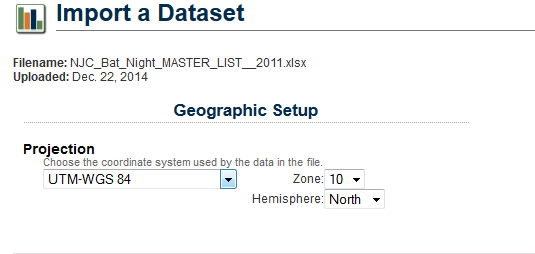 Import a Dataset
Filename: NJC_Bat_Night_MASTER_LIST__2011.xlsx
Uploaded: Dec. 22, 2014
Geographic Setup
Projection
Choose the coordinate system used by the data in the file.
UTM-WGS 84 Zone: 10
Hemisphere: North